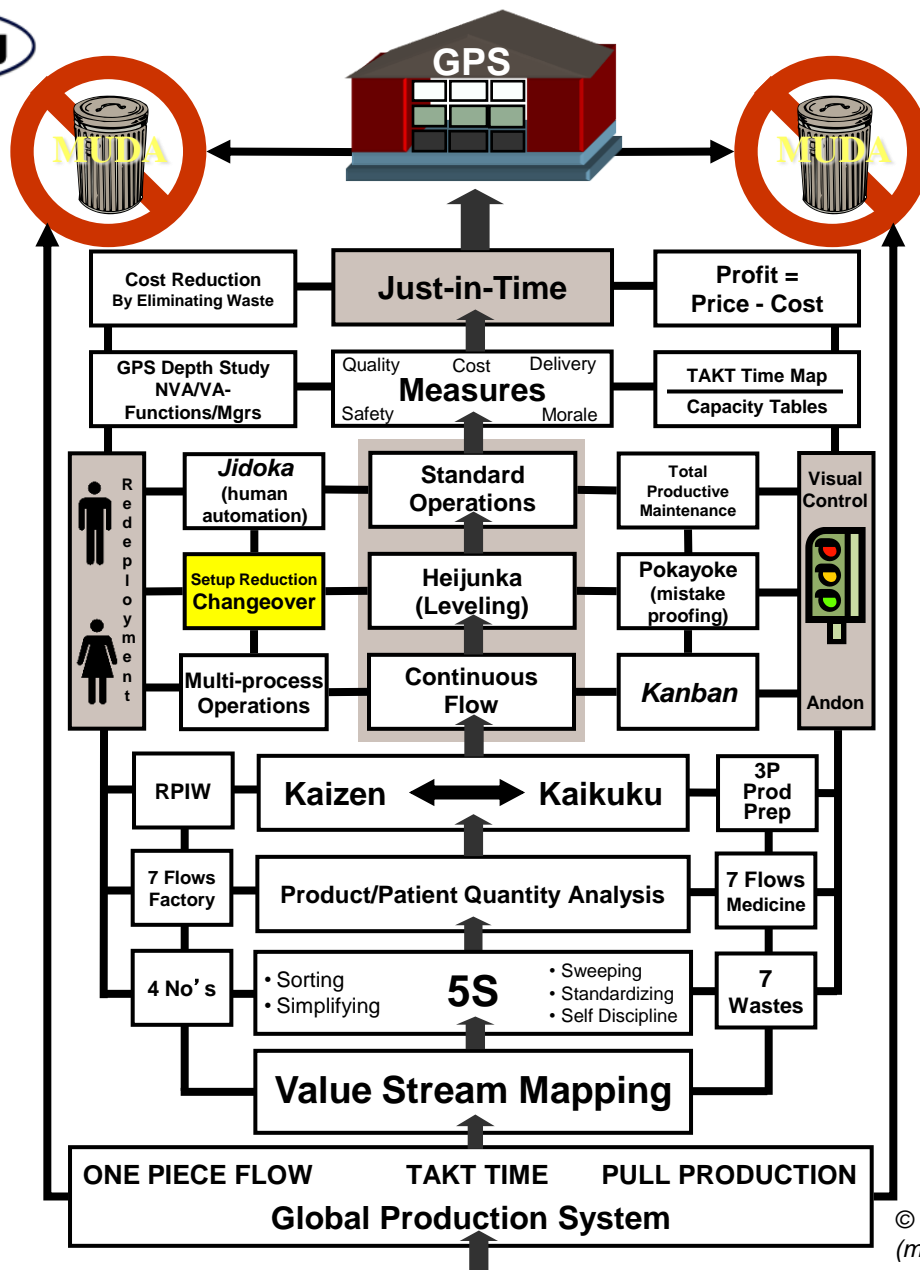 GPS
MUDA
MUDA
Cost Reduction
By Eliminating Waste
Just-in-Time
Profit =
Price - Cost
GPS Depth Study
NVA/VA-
Functions/Mgrs
Quality Cost Delivery
Measures
Safety Morale
TAKT Time Map
Capacity Tables
Redeployment
Jidoka
(human
automation)
Standard
Operations
Total
Productive
Maintenance
Visual
Control
Setup Reduction
Changeover
Heijunka
(Leveling)
Pokayoke
(mistake
proofing)
Multi-process
Operations
Continuous
Flow
Kanban
Andon
RPIW
Kaizen Kaikuku
3P
Prod
Prep
7 Flows
Factory
Product/Patient Quantity Analysis
7 Flows
Medicine
4 No's
• Sorting
• Simplifying
5S
• Sweeping
• Standardizing
• Self Discipline
7
Wastes
Value Stream Mapping
ONE PIECE FLOW TAKT TIME PULL PRODUCTION
Global Production System
©